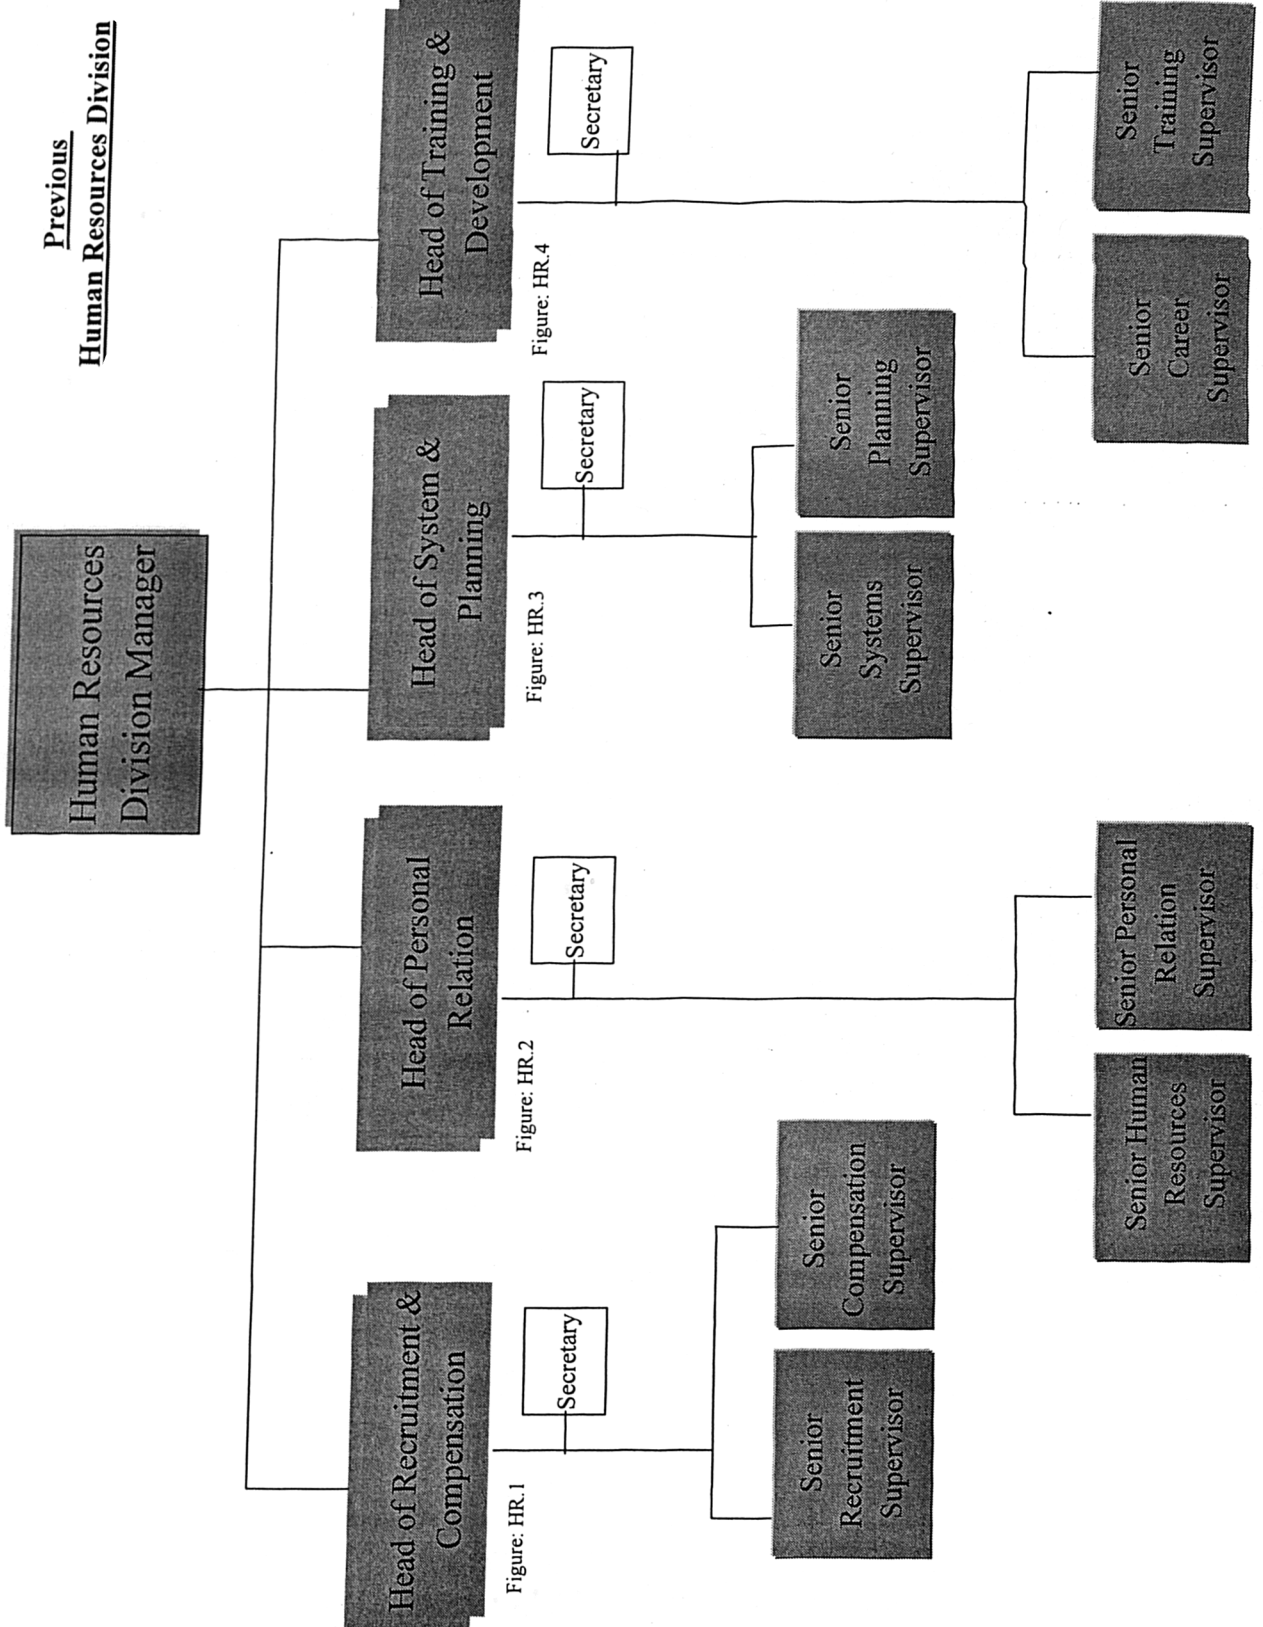 Previous
Human Resources Division
Human Resources
Division Manager
Head of Recruitment &
Compensation
Head of Personal
Relation
Head of System &
Planning
Head of Training &
Development
Figure: HR.1
Secretary
Figure: HR.2
Secretary
Figure: HR.3
Secretary
Figure: HR.4
Secretary
Senior
Recruitment
Supervisor
Senior
Compensation
Supervisor
Senior
Systems
Supervisor
Senior
Planning
Supervisor
Senior Human
Resources
Supervisor
Senior Personal
Relation
Supervisor
Senior
Career
Supervisor
Senior
Training
Supervisor